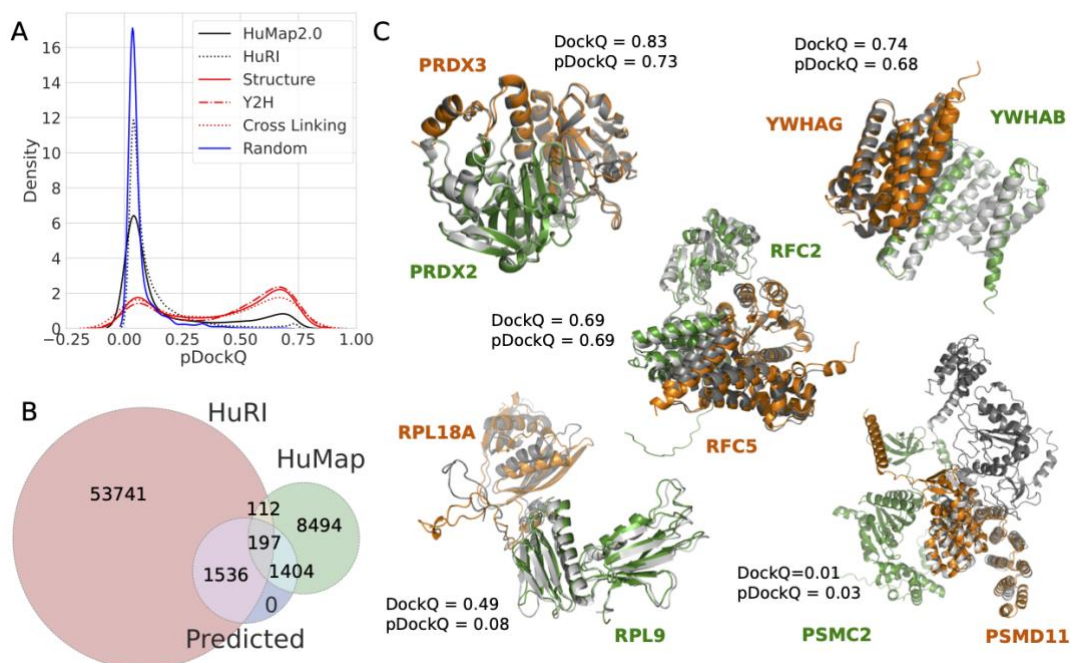 A
16
14
12
10
8
6
4
2
0
Density
−0.25 0.00 0.25 0.50 0.75 1.00
pDockQ
HuMap2.0
HuRI
Structure
Y2H
Cross Linking
Random
B
HuRI
HuMap
53741
112
8494
197
1536
1404
0
Predicted
C
DockQ = 0.83
pDockQ = 0.73
PRDX3
PRDX2
DockQ = 0.74
pDockQ = 0.68
YWHAG
YWHAB
RFC2
DockQ = 0.69
pDockQ = 0.69
RFC5
RPL18A
DockQ = 0.49
pDockQ = 0.08
RPL9
DockQ=0.01
pDockQ = 0.03
PSMC2
PSMD11